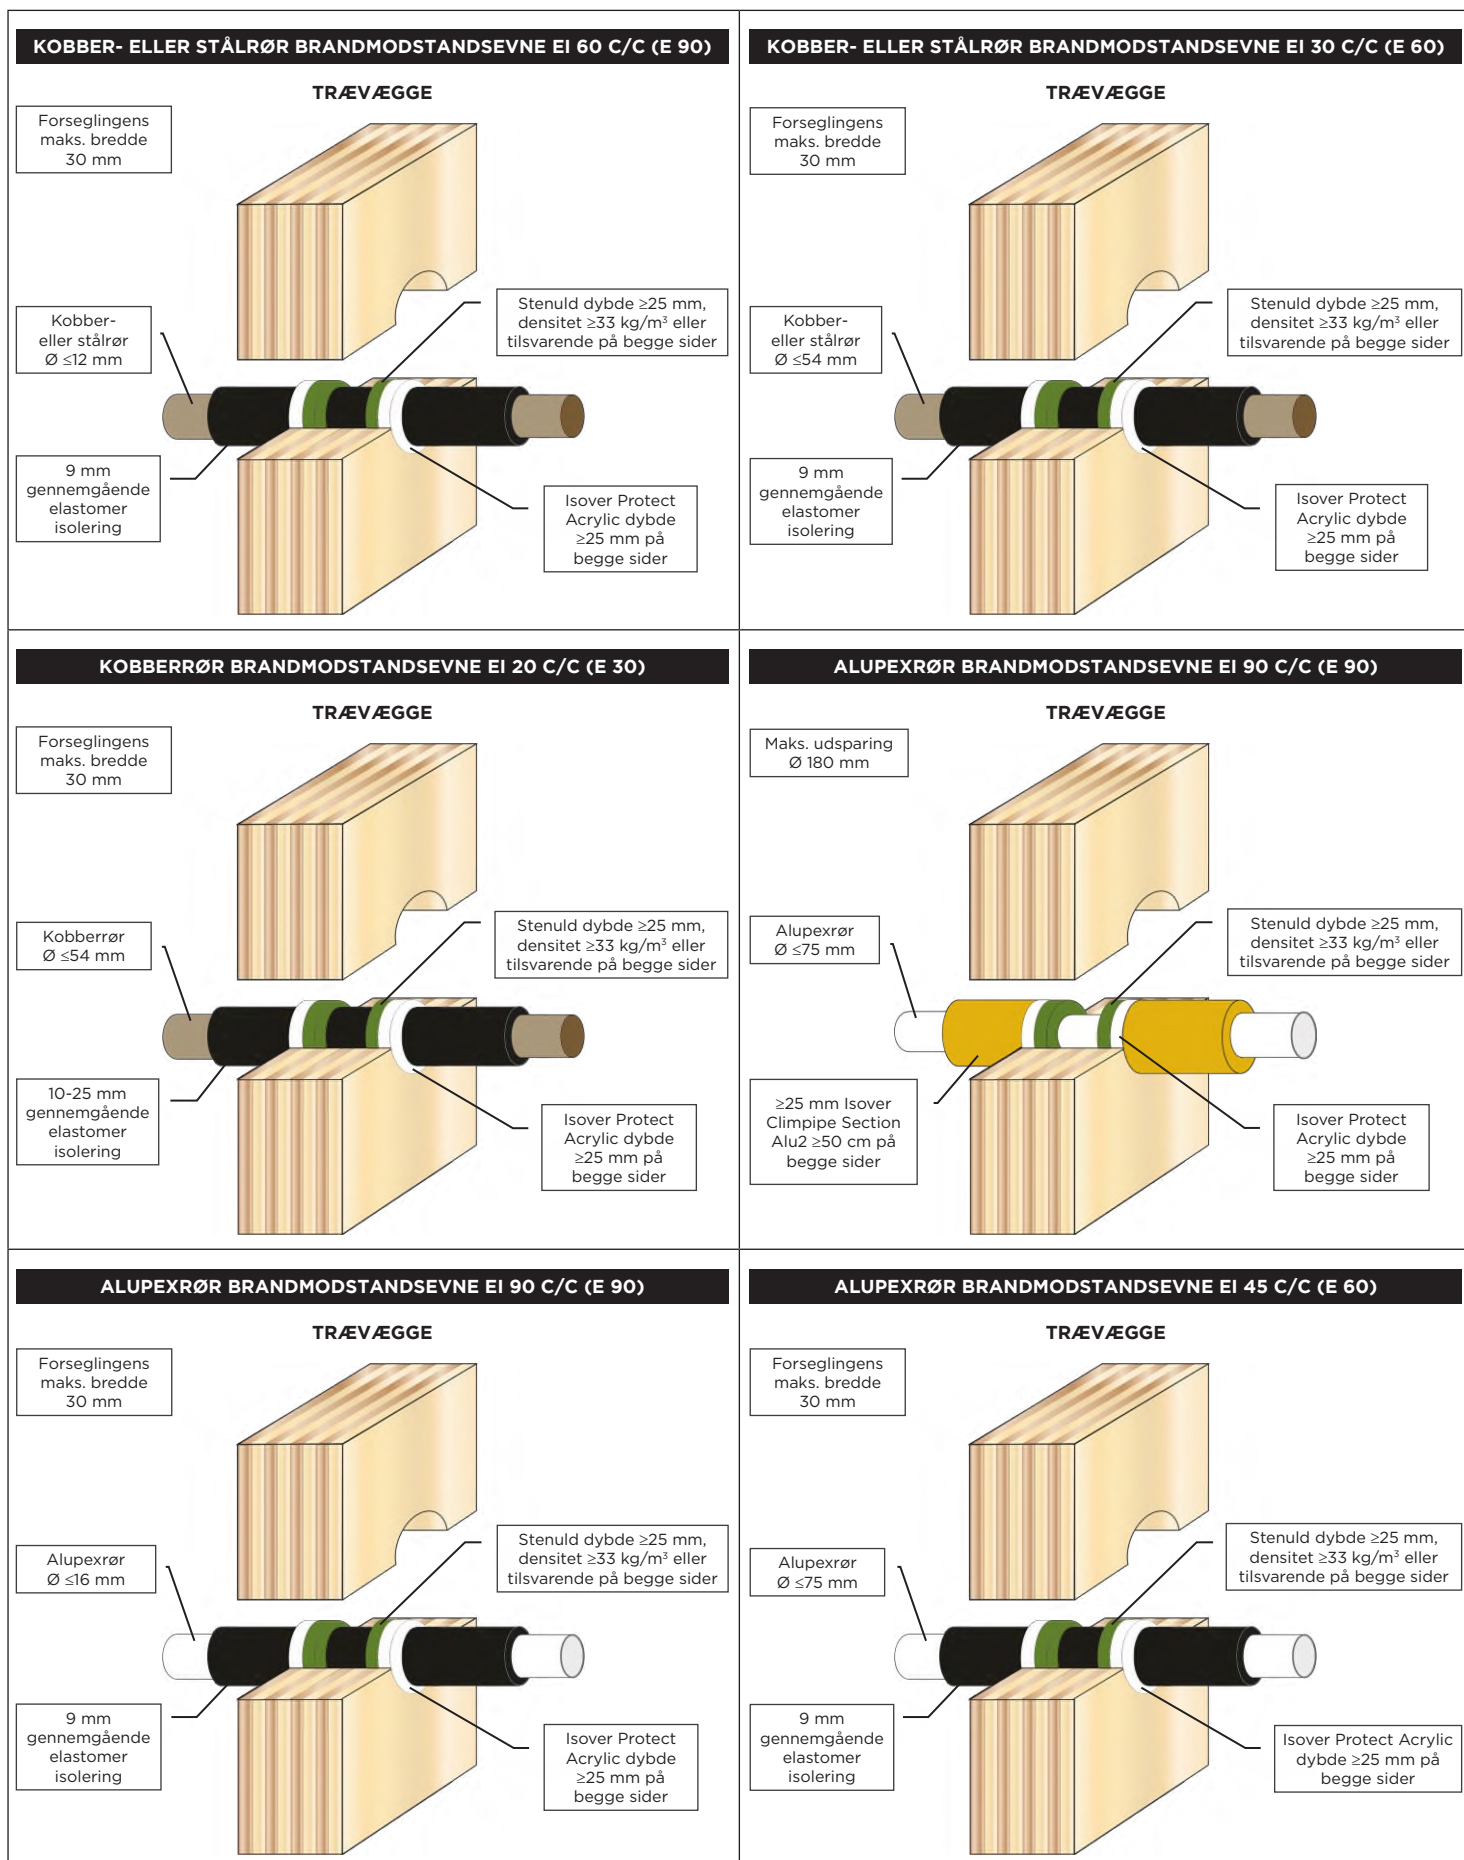 KOBBER- ELLER STÅLRØR BRANDMODSTANDSEVNE EI 60 C/C (E 90)
TRÆVÆGGE
Forseglingens
maks. bredde
30 mm
Stenuld dybde ≥25 mm,
densitet ≥33 kg/m³ eller
tilsvarende på begge sider
Kobber-
eller stålrør
Ø ≤12 mm
9 mm
gennemgående
elastomer
isolering
Isover Protect
Acrylic dybde
≥25 mm på
begge sider
KOBBER- ELLER STÅLRØR BRANDMODSTANDSEVNE EI 30 C/C (E 60)
TRÆVÆGGE
Forseglingens
maks. bredde
30 mm
Stenuld dybde ≥25 mm,
densitet ≥33 kg/m³ eller
tilsvarende på begge sider
Kobber-
eller stålrør
Ø ≤54 mm
9 mm
gennemgående
elastomer
isolering
Isover Protect
Acrylic dybde
≥25 mm på
begge sider
KOBBERRØR BRANDMODSTANDSEVNE EI 20 C/C (E 30)
TRÆVÆGGE
Forseglingens
maks. bredde
30 mm
Stenuld dybde ≥25 mm,
densitet ≥33 kg/m³ eller
tilsvarende på begge sider
Kobberrør
Ø ≤54 mm
10-25 mm
gennemgående
elastomer
isolering
Isover Protect
Acrylic dybde
≥25 mm på
begge sider
ALUPEXRØR BRANDMODSTANDSEVNE EI 90 C/C (E 90)
TRÆVÆGGE
Maks. udsparing
Ø 180 mm
Stenuld dybde ≥25 mm,
densitet ≥33 kg/m³ eller
tilsvarende på begge sider
Alupexrør
Ø ≤75 mm
≥25 mm Isover
Climpipe Section
Alu2 ≥50 cm på
begge sider
Isover Protect
Acrylic dybde
≥25 mm på
begge sider
ALUPEXRØR BRANDMODSTANDSEVNE EI 90 C/C (E 90)
TRÆVÆGGE
Forseglingens
maks. bredde
30 mm
Stenuld dybde ≥25 mm,
densitet ≥33 kg/m³ eller
tilsvarende på begge sider
Alupexrør
Ø ≤16 mm
9 mm
gennemgående
elastomer
isolering
Isover Protect
Acrylic dybde
≥25 mm på
begge sider
ALUPEXRØR BRANDMODSTANDSEVNE EI 45 C/C (E 60)
TRÆVÆGGE
Forseglingens
maks. bredde
30 mm
Stenuld dybde ≥25 mm,
densitet ≥33 kg/m³ eller
tilsvarende på begge sider
Alupexrør
Ø ≤75 mm
9 mm
gennemgående
elastomer
isolering
Isover Protect Acrylic
dybde ≥25 mm på
begge sider